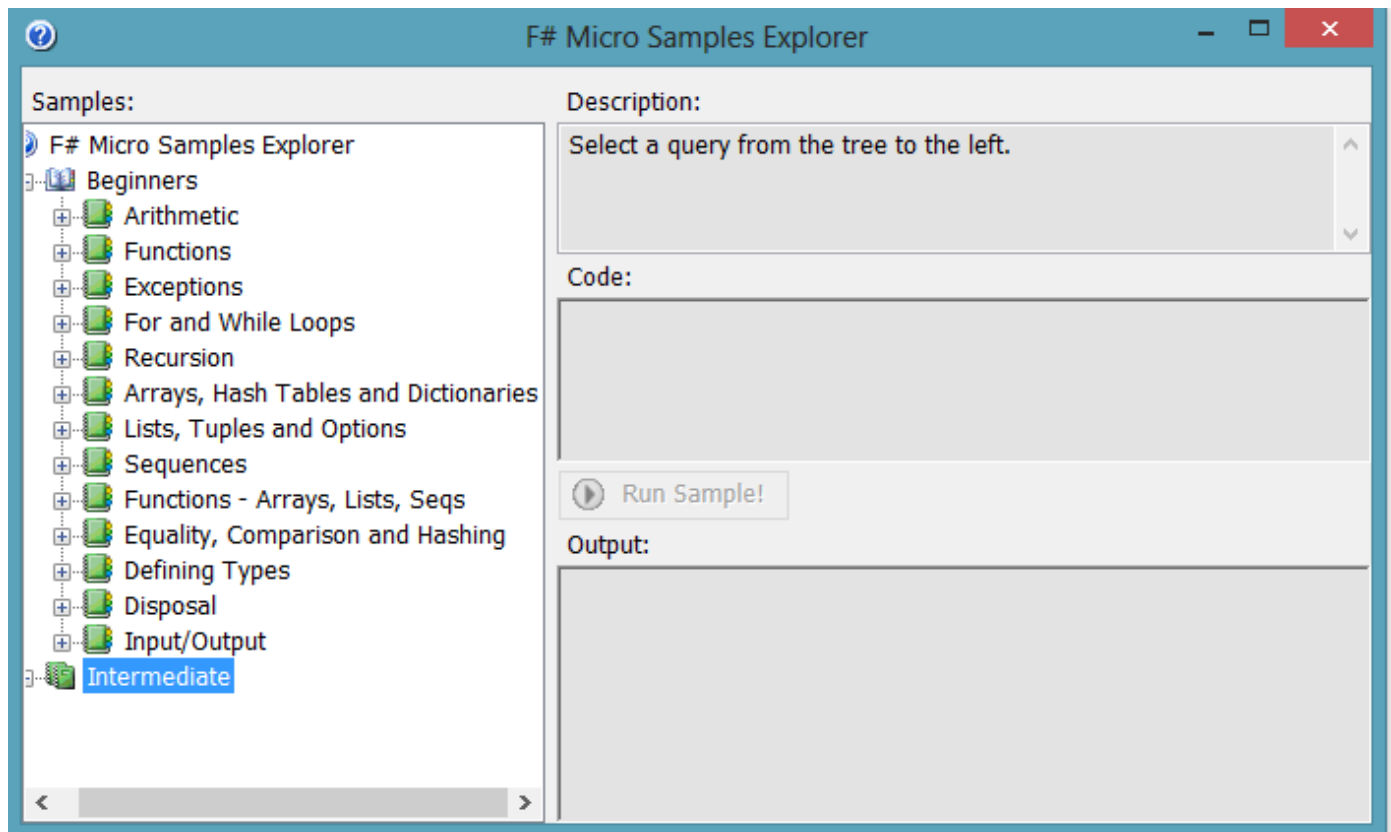 F# Micro Samples Explorer
Samples:
F# Micro Samples Explorer
Beginners
Arithmetic
Functions
Exceptions
For and While Loops
Recursion
Arrays, Hash Tables and Dictionaries
Lists, Tuples and Options
Sequences
Functions - Arrays, Lists, Seqs
Equality, Comparison and Hashing
Defining Types
Disposal
Input/Output
Intermediate
Description:
Select a query from the tree to the left.
Code:
Run Sample!
Output: